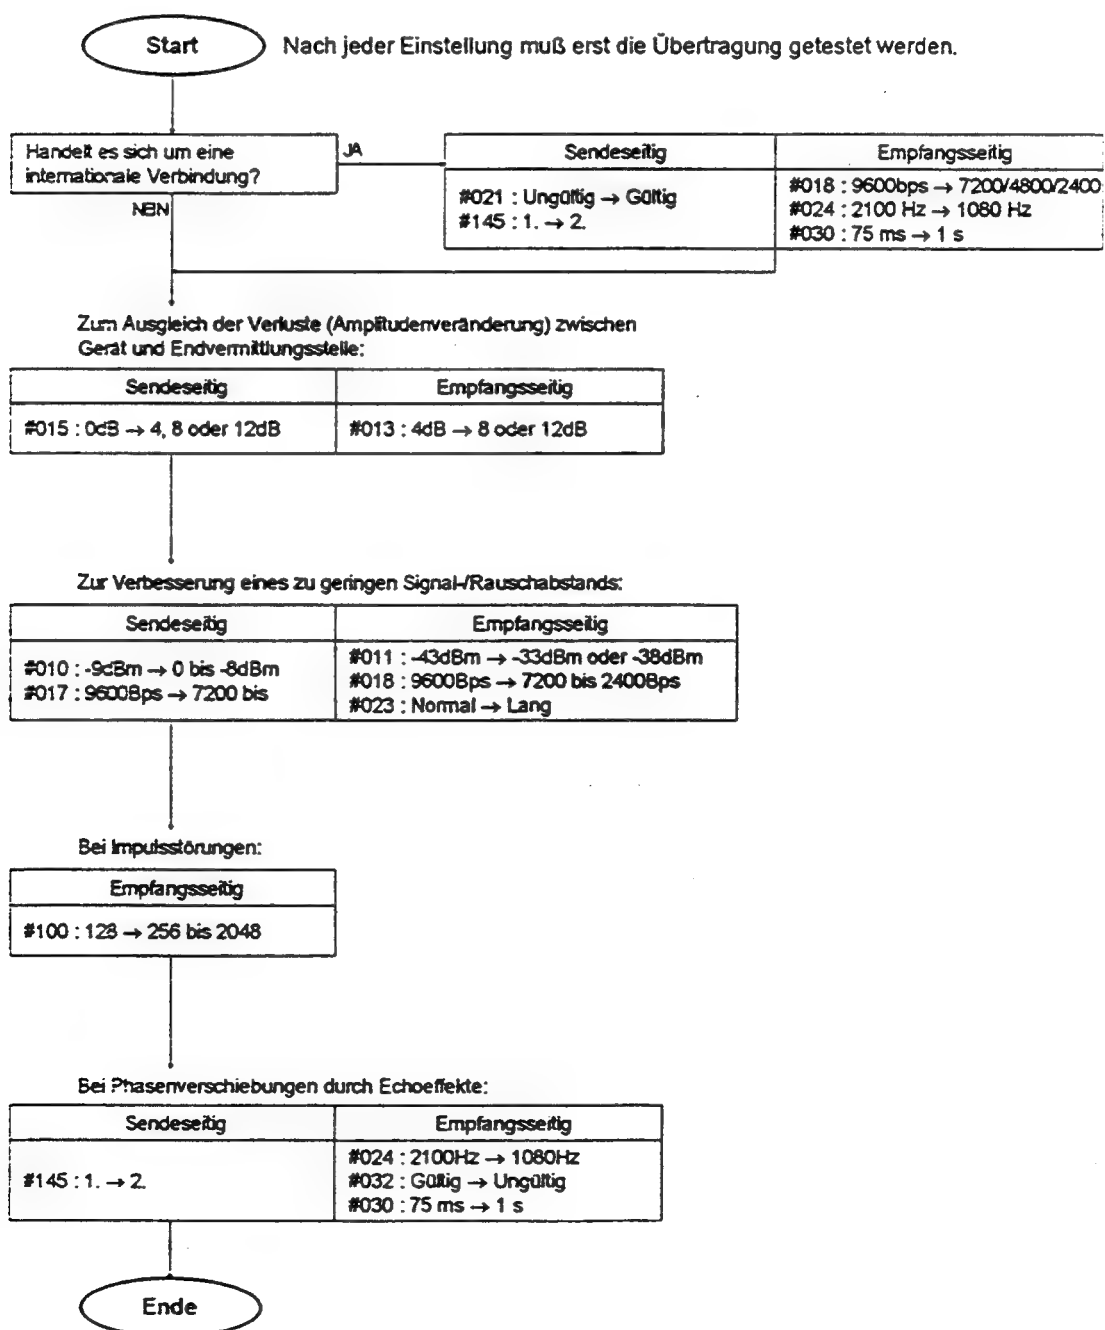 Start
Nach jeder Einstellung muß erst die Übertragung getestet werden.
Handelt es sich um eine
internationale Verbindung?
JA
NEIN
Sendeseitig
Empfangsseitig
#021 : Ungültig → Gültig
#145 : 1. → 2.
#018 : 9600bps → 7200/4800/2400
#024 : 2100 Hz → 1080 Hz
#030 : 75 ms → 1 s
Zum Ausgleich der Verluste (Amplitudenveränderung) zwischen
Gerät und Endvermittlungsstelle:
Sendeseitig
Empfangsseitig
#015 : 0dB → 4, 8 oder 12dB
#013 : 4dB → 8 oder 12dB
Zur Verbesserung eines zu geringen Signal-/Rauschabstands:
Sendeseitig
Empfangsseitig
#010 : -9dBm → 0 bis -8dBm
#017 : 9600Bps → 7200 bis
#011 : -43dBm → -33dBm oder -38dBm
#018 : 9600Bps → 7200 bis 2400Bps
#023 : Normal → Lang
Bei Impulsstörungen:
Empfangsseitig
#100 : 128 → 256 bis 2048
Bei Phasenverschiebungen durch Echoeffekte:
Sendeseitig
Empfangsseitig
#145 : 1. → 2.
#024 : 2100Hz → 1080Hz
#032 : Gültig → Ungültig
#030 : 75 ms → 1 s
Ende